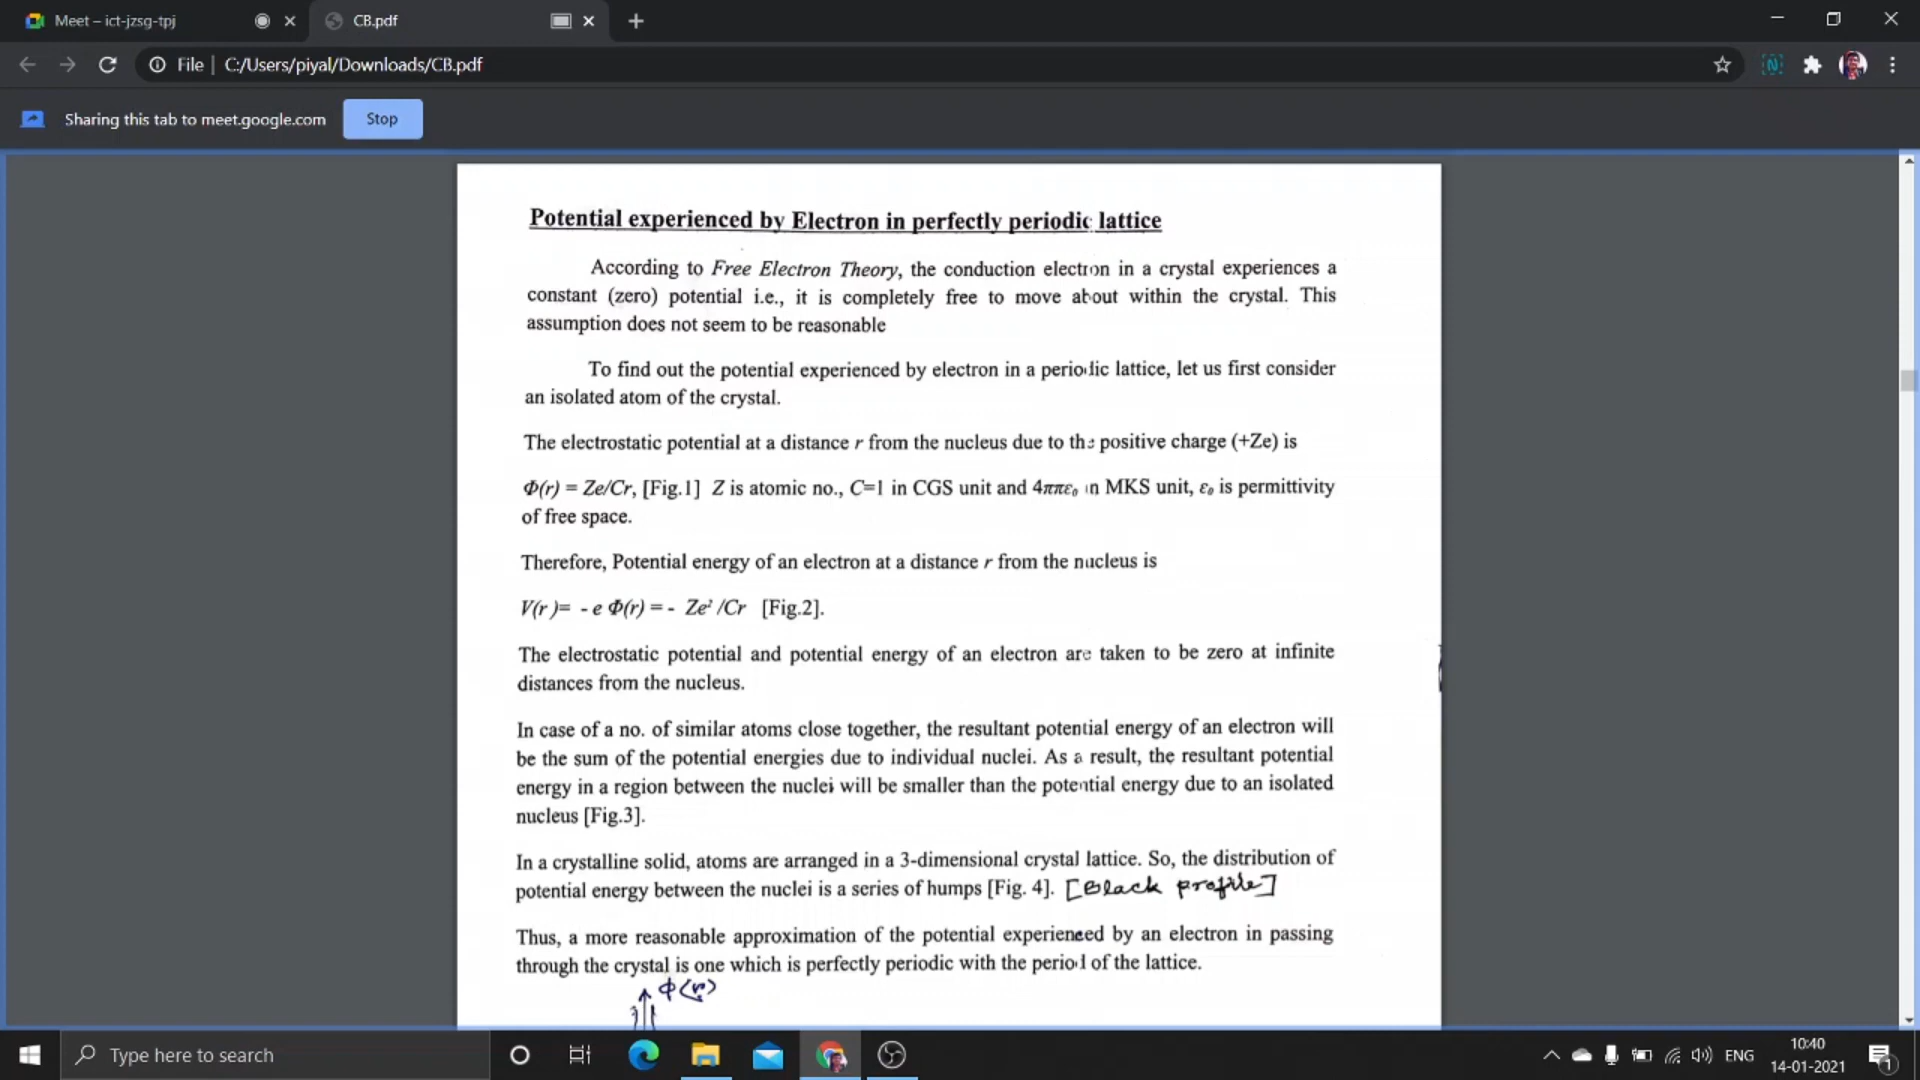 Meet – ict-jzsg-tpj
CB.pdf
File | C:/Users/piyal/Downloads/CB.pdf
Sharing this tab to meet.google.com
Stop
Potential experienced by Electron in perfectly periodic lattice
According to Free Electron Theory, the conduction electron in a crystal experiences a
constant (zero) potential i.e., it is completely free to move about within the crystal. This
assumption does not seem to be reasonable
To find out the potential experienced by electron in a periodic lattice, let us first consider
an isolated atom of the crystal.
The electrostatic potential at a distance r from the nucleus due to the positive charge (+Ze) is
Φ(r) = Ze/Cr, [Fig.1] Z is atomic no., C=1 in CGS unit and 4ππε₀ in MKS unit, ε₀ is permittivity
of free space.
Therefore, Potential energy of an electron at a distance r from the nucleus is
V(r )= - e Φ(r) = - Ze² /Cr [Fig.2].
The electrostatic potential and potential energy of an electron are taken to be zero at infinite
distances from the nucleus.
In case of a no. of similar atoms close together, the resultant potential energy of an electron will
be the sum of the potential energies due to individual nuclei. As a result, the resultant potential
energy in a region between the nuclei will be smaller than the potential energy due to an isolated
nucleus [Fig.3].
In a crystalline solid, atoms are arranged in a 3-dimensional crystal lattice. So, the distribution of
potential energy between the nuclei is a series of humps [Fig. 4]. [Black profile]
Thus, a more reasonable approximation of the potential experienced by an electron in passing
through the crystal is one which is perfectly periodic with the period of the lattice.
Φ(r)
Type here to search
ENG
10:40
14-01-2021
1